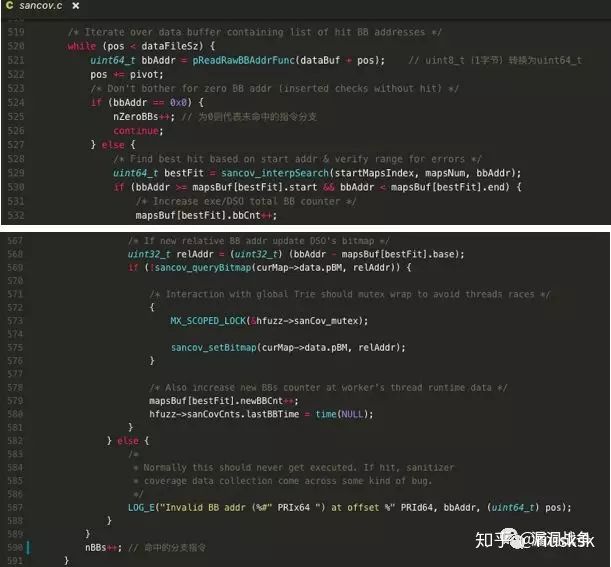 C sancov.c ×
519 /* Iterate over data buffer containing list of hit BB addresses */
520 while (pos < dataFileSz) {
521 uint64_t bbAddr = pReadRawBBAddrFunc(dataBuf + pos); // uint8_t (1字节) 转换为uint64_t
522 pos += pivot;
523 /* Don't bother for zero BB addr (inserted checks without hit) */
524 if (bbAddr == 0x0) {
525 nZeroBBs++; // 为0则代表未命中的指令分支
526 continue;
527 } else {
528 /* Find best hit based on start addr & verify range for errors */
529 uint64_t bestFit = sancov_interpSearch(startMapsIndex, mapsNum, bbAddr);
530 if (bbAddr >= mapsBuf[bestFit].start && bbAddr < mapsBuf[bestFit].end) {
531 /* Increase exe/DSO total BB counter */
532 mapsBuf[bestFit].bbCnt++;
567 /* If new relative BB addr update DSO's bitmap */
568 uint32_t relAddr = (uint32_t) (bbAddr - mapsBuf[bestFit].base);
569 if (!sancov_queryBitmap(curMap->data.pBM, relAddr)) {
570
571 /* Interaction with global Trie should mutex wrap to avoid threads races */
572 {
573 MX_SCOPED_LOCK(&hfuzz->sanCov_mutex);
574
575 sancov_setBitmap(curMap->data.pBM, relAddr);
576 }
577
578 /* Also increase new BBs counter at worker's thread runtime data */
579 mapsBuf[bestFit].newBBCnt++;
580 hfuzz->sanCovCnts.lastBBTime = time(NULL);
581 }
582 } else {
583 /*
584 * Normally this should never get executed. If hit, sanitizer
585 * coverage data collection come across some kind of bug.
586 */
587 LOG_E("Invalid BB addr (%#" PRIx64 ") at offset %" PRId64, bbAddr, (uint64_t) pos);
588 }
589 }
590 nBBs++; // 命中的分支指令
591 }
知乎 @riusksk
漏洞战争